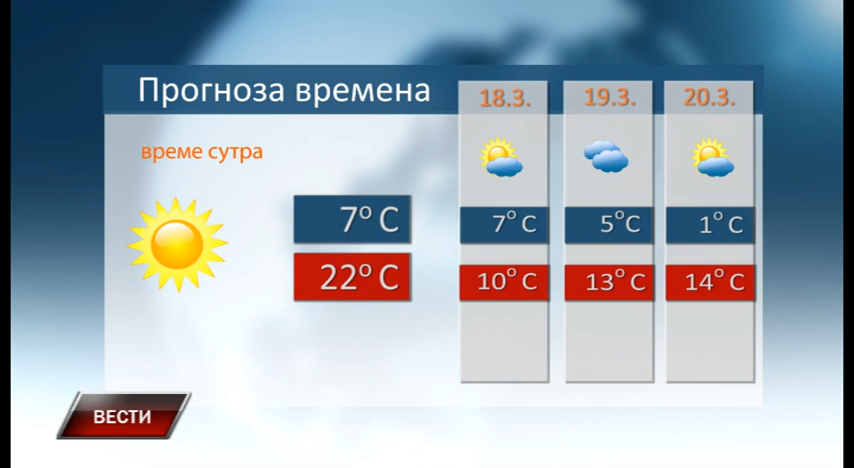 Прогноза времена
време сутра
7° C
22° C
18.3.
7° C
10° C
19.3.
5°C
13° C
20.3.
1° C
14° C
ВЕСТИ